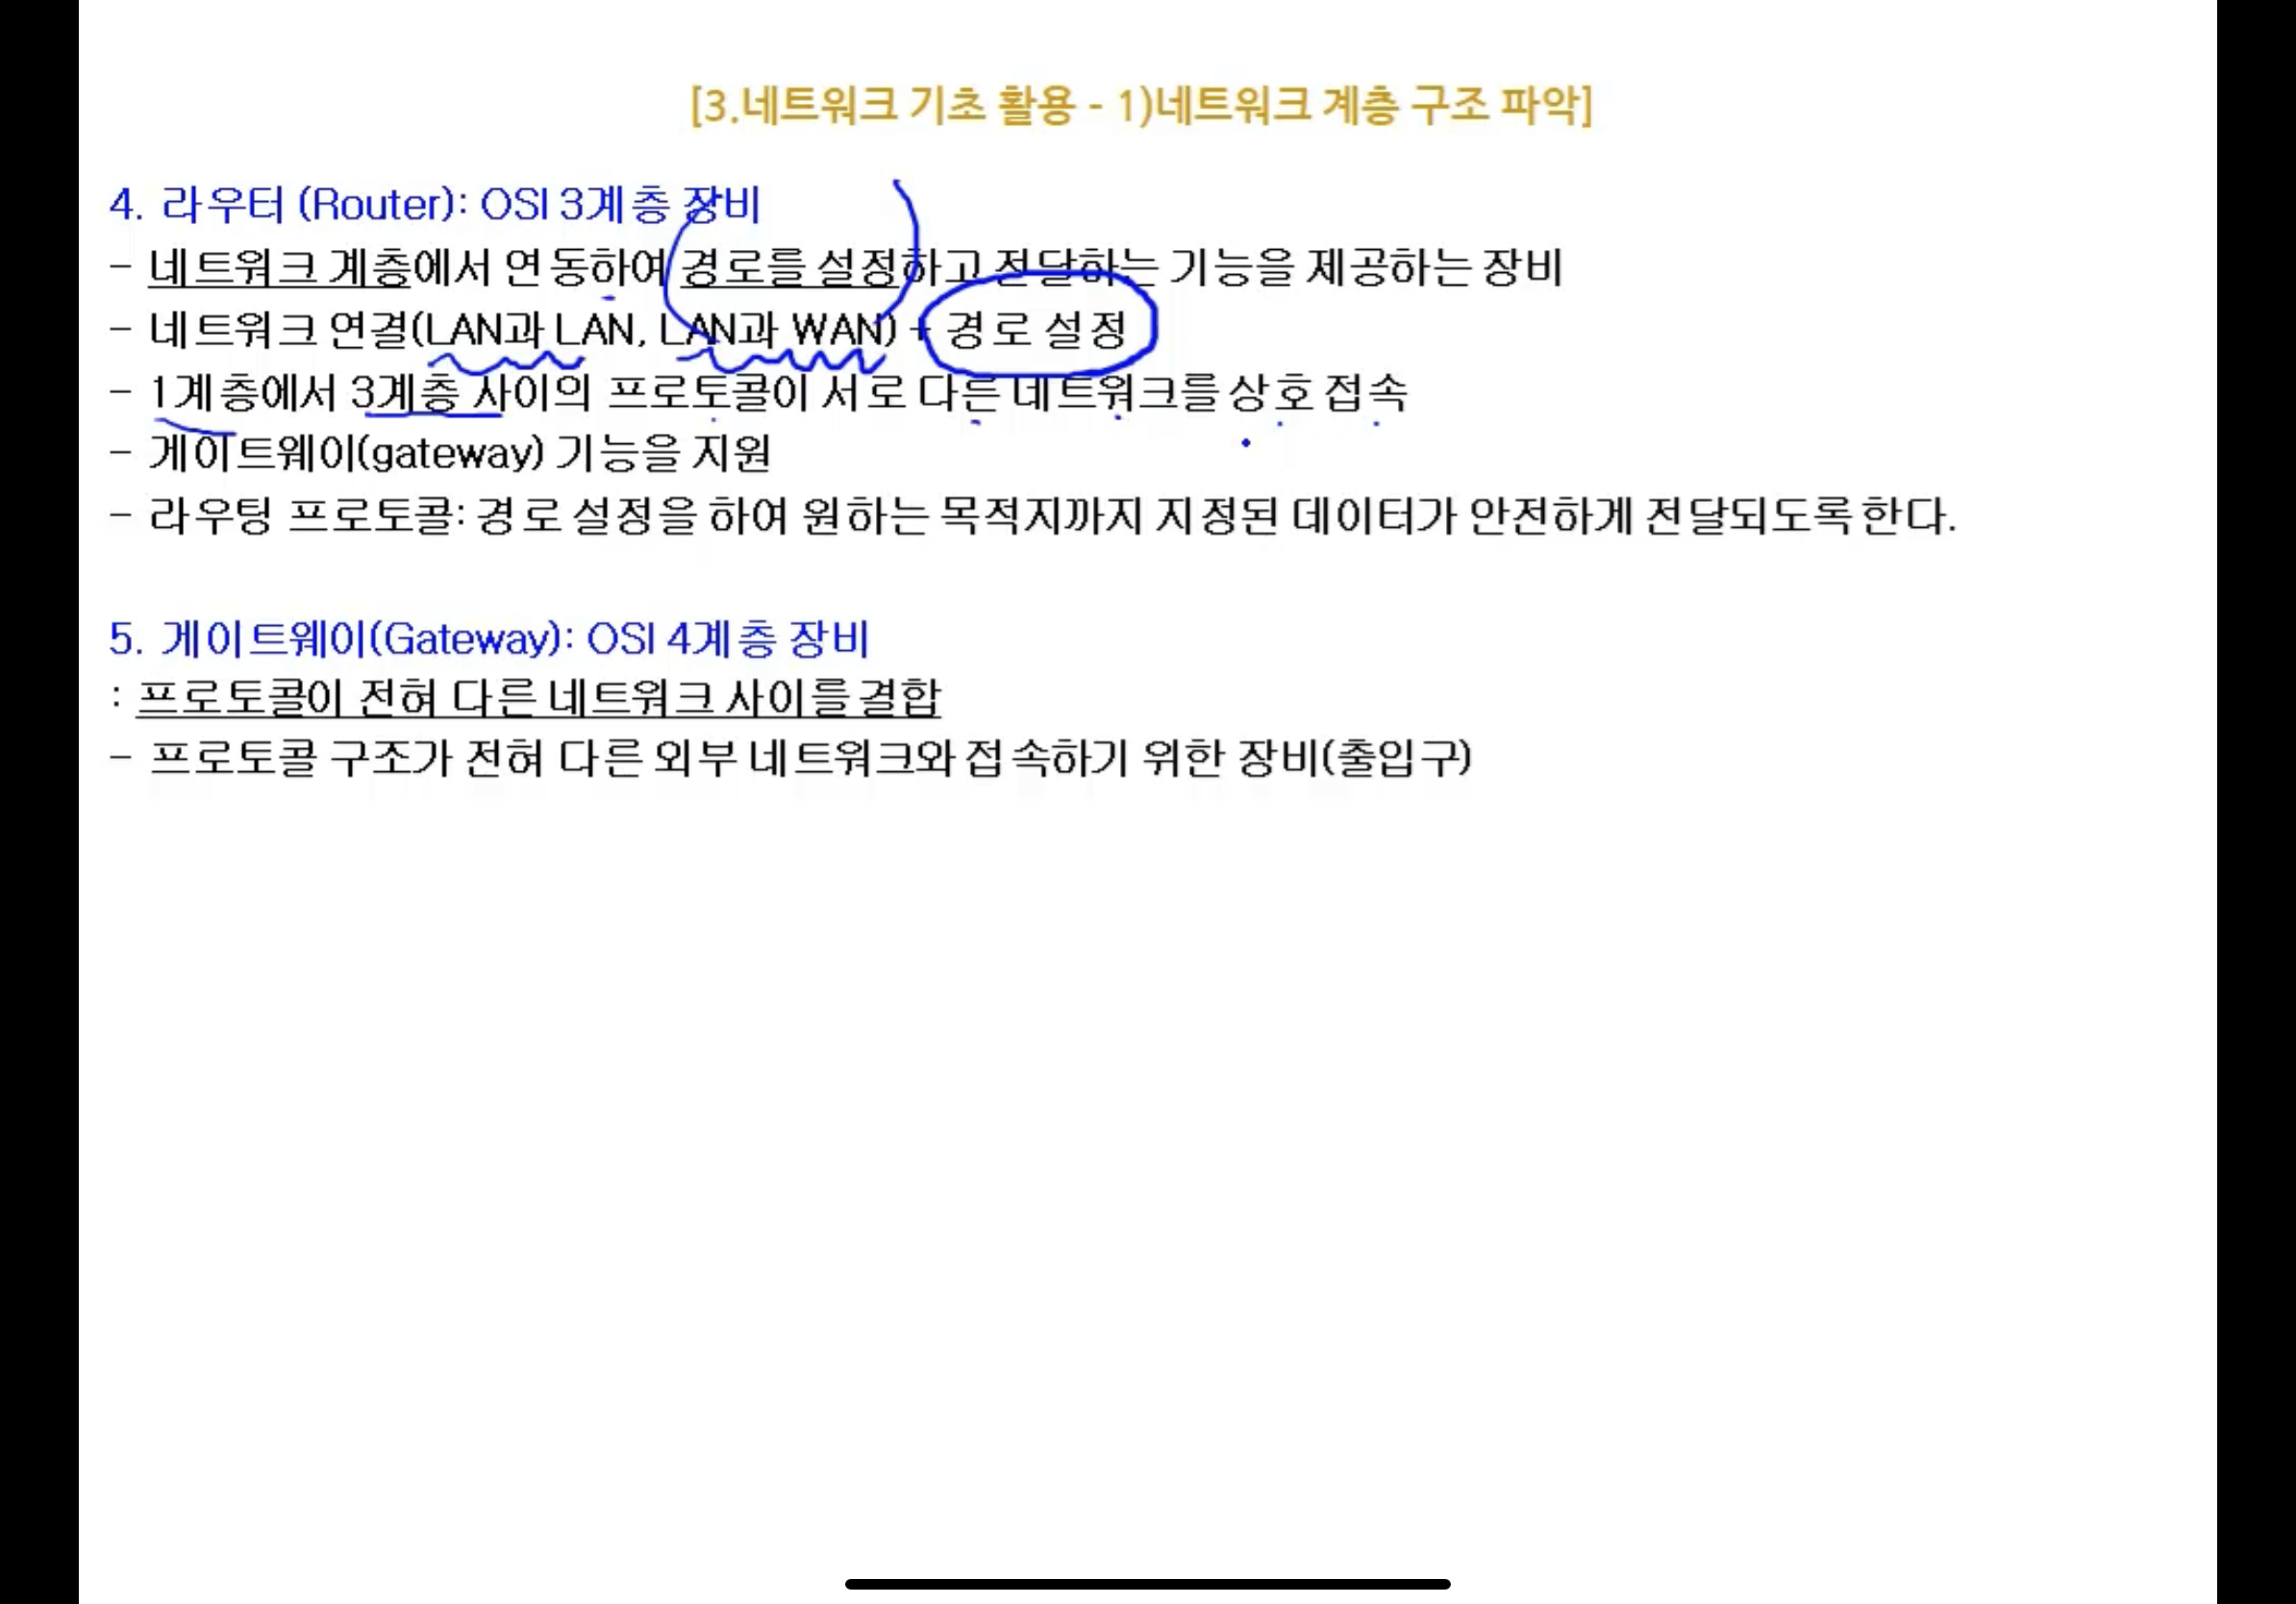 [3.네트워크 기초 활용 - 1)네트워크 계층 구조 파악]
4. 라우터 (Router): OSI 3계층 장비
- 네트워크 계층에서 연동하여 경로를 설정하고 전달하는 기능을 제공하는 장비
- 네트워크 연결(LAN과 LAN, LAN과 WAN) + 경로 설정
- 1계층에서 3계층 사이의 프로토콜이 서로 다른 네트워크를 상호 접속
- 게이트웨이(gateway) 기능을 지원
- 라우팅 프로토콜: 경로 설정을 하여 원하는 목적지까지 지정된 데이터가 안전하게 전달되도록 한다.
5. 게이트웨이(Gateway): OSI 4계층 장비
: 프로토콜이 전혀 다른 네트워크 사이를 결합
- 프로토콜 구조가 전혀 다른 외부 네트워크와 접속하기 위한 장비(출입구)